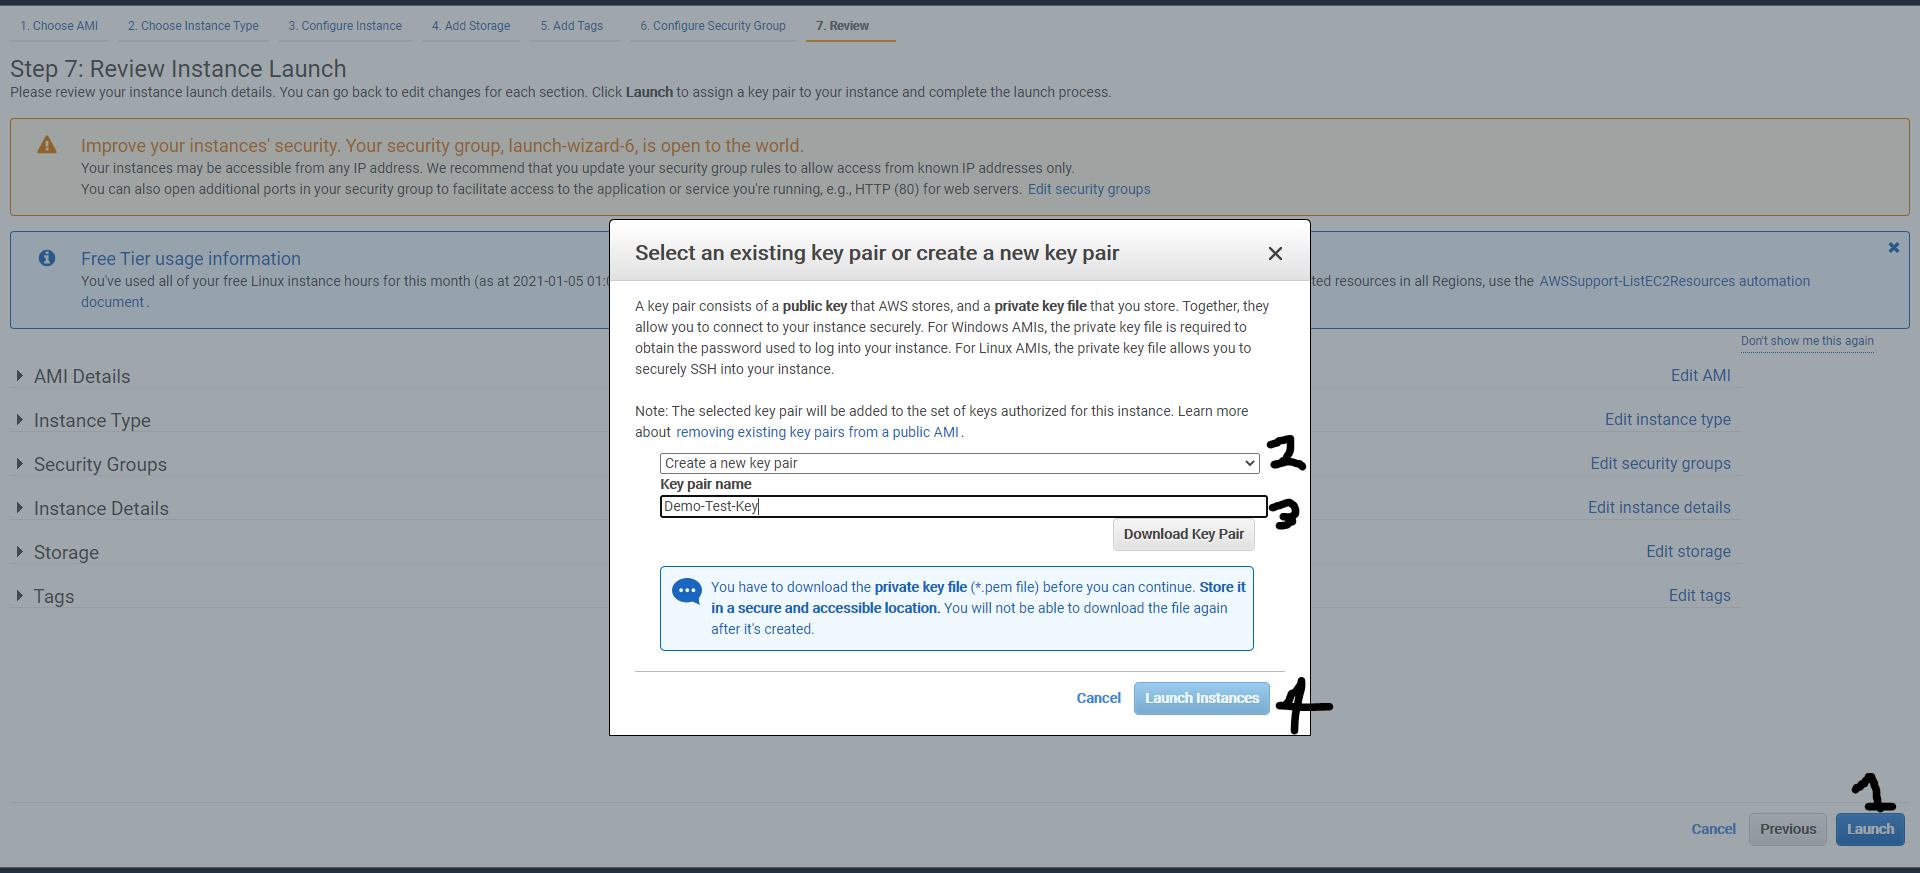 1. Choose AMI 2. Choose Instance Type 3. Configure Instance 4. Add Storage 5. Add Tags 6. Configure Security Group 7. Review
Step 7: Review Instance Launch
Please review your instance launch details. You can go back to edit changes for each section. Click Launch to assign a key pair to your instance and complete the launch process.
Improve your instances' security. Your security group, launch-wizard-6, is open to the world.
Your instances may be accessible from any IP address. We recommend that you update your security group rules to allow access from known IP addresses only.
You can also open additional ports in your security group to facilitate access to the application or service you're running, e.g., HTTP (80) for web servers. Edit security groups
Free Tier usage information
You've used all of your free Linux instance hours for this month (as at 2021-01-05 01:
ted resources in all Regions, use the AWSSupport-ListEC2Resources automation
document.
Don't show me this again
AMI Details Edit AMI
Instance Type Edit instance type
Security Groups Edit security groups
Instance Details Edit instance details
Storage Edit storage
Tags Edit tags
Select an existing key pair or create a new key pair
A key pair consists of a public key that AWS stores, and a private key file that you store. Together, they
allow you to connect to your instance securely. For Windows AMIs, the private key file is required to
obtain the password used to log into your instance. For Linux AMIs, the private key file allows you to
securely SSH into your instance.
Note: The selected key pair will be added to the set of keys authorized for this instance. Learn more
about removing existing key pairs from a public AMI.
Create a new key pair 2
Key pair name
Demo-Test-Key 3
Download Key Pair
You have to download the private key file (*.pem file) before you can continue. Store it
in a secure and accessible location. You will not be able to download the file again
after it's created.
Cancel Launch Instances 4
1
Cancel Previous Launch